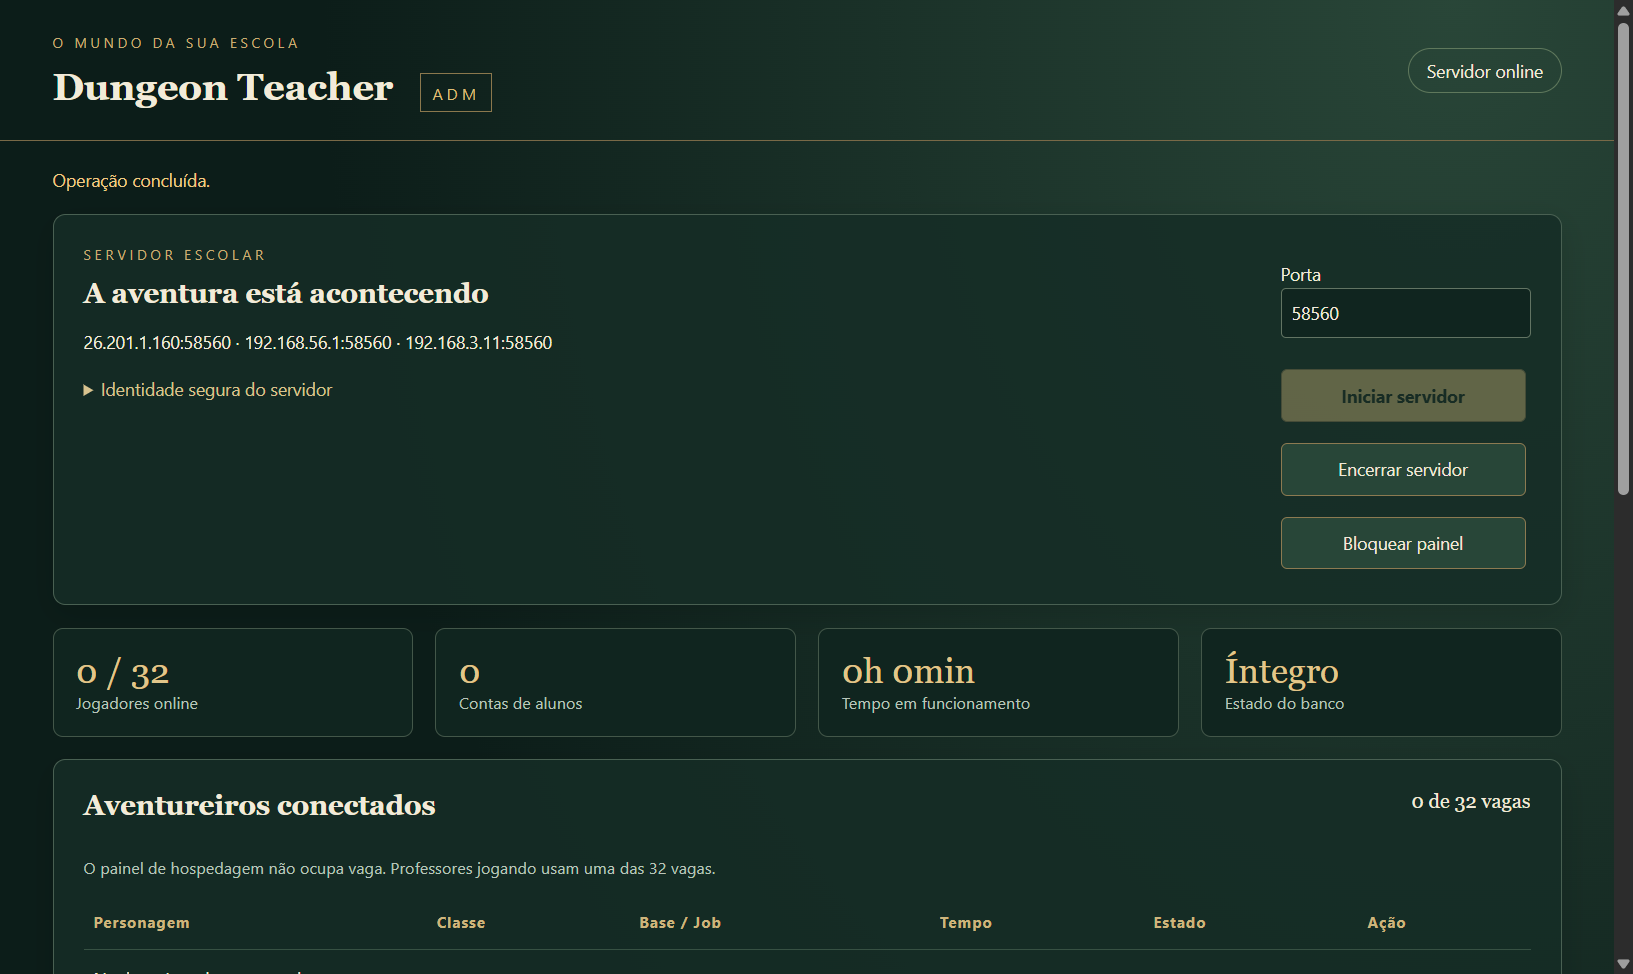 O MUNDO DA SUA ESCOLA
Dungeon Teacher ADM
Servidor online
Operação concluída.
SERVIDOR ESCOLAR
A aventura está acontecendo
26.201.1.160:58560 · 192.168.56.1:58560 · 192.168.3.11:58560
▶ Identidade segura do servidor
Porta
58560
Iniciar servidor
Encerrar servidor
Bloquear painel
0 / 32
Jogadores online
0
Contas de alunos
0h 0min
Tempo em funcionamento
Íntegro
Estado do banco
Aventureiros conectados
0 de 32 vagas
O painel de hospedagem não ocupa vaga. Professores jogando usam uma das 32 vagas.
Personagem Classe Base / Job Tempo Estado Ação